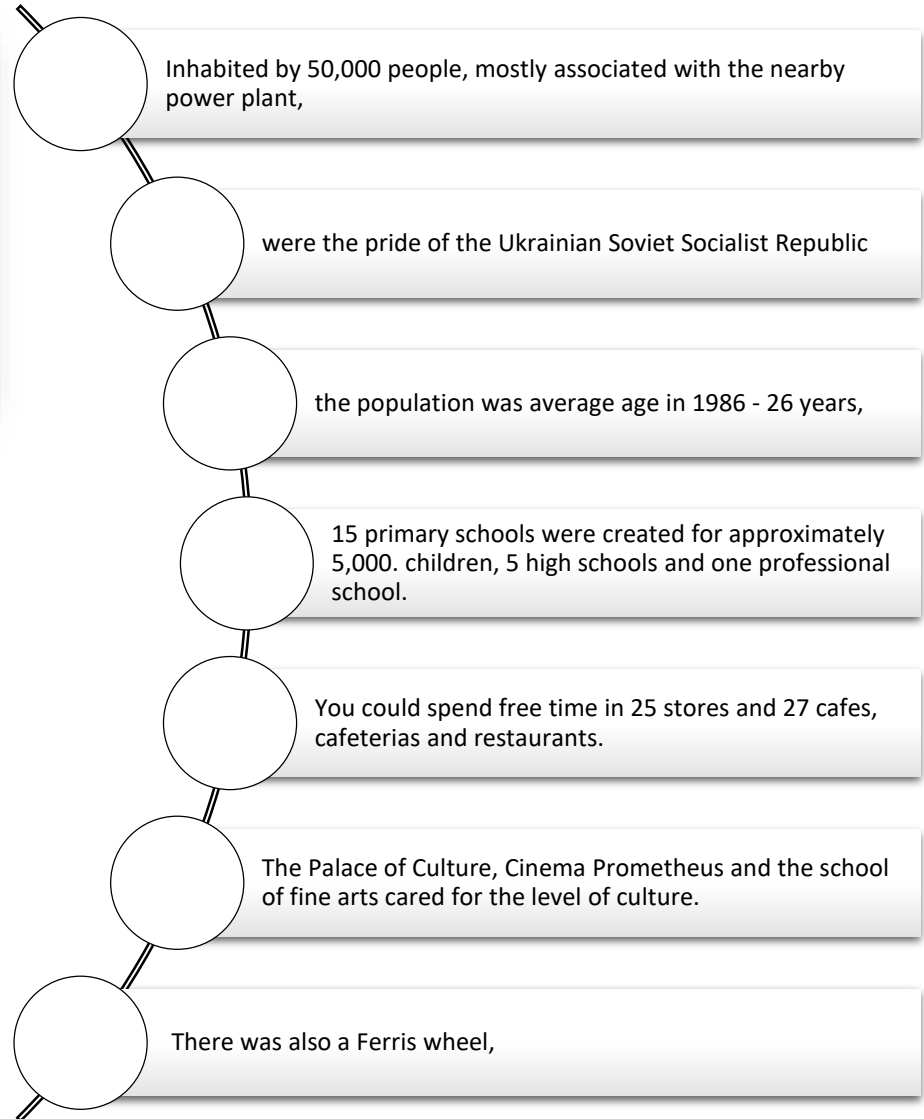 Inhabited by 50,000 people, mostly associated with the nearby
power plant,
were the pride of the Ukrainian Soviet Socialist Republic
the population was average age in 1986 - 26 years,
15 primary schools were created for approximately
5,000. children, 5 high schools and one professional
school.
You could spend free time in 25 stores and 27 cafes,
cafeterias and restaurants.
The Palace of Culture, Cinema Prometheus and the school
of fine arts cared for the level of culture.
There was also a Ferris wheel,